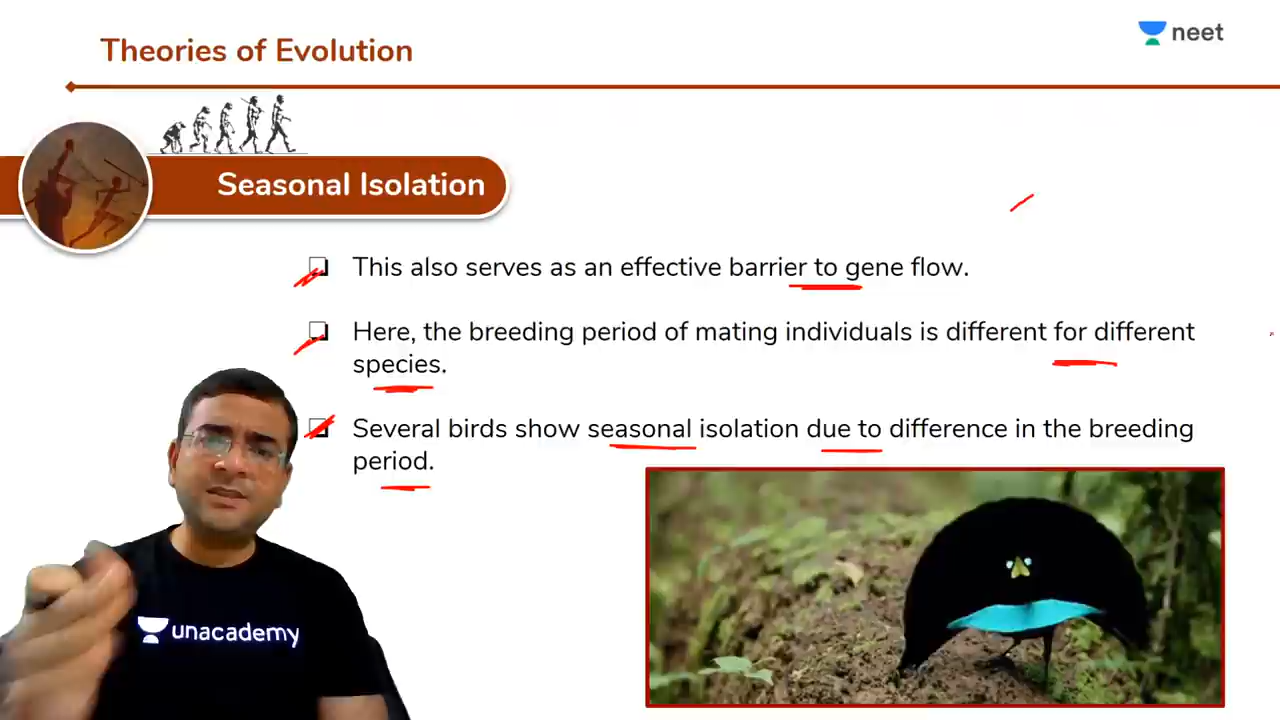 Theories of Evolution
neet
Seasonal Isolation
This also serves as an effective barrier to gene flow.
Here, the breeding period of mating individuals is different for different
species.
Several birds show seasonal isolation due to difference in the breeding
period.
unacademy